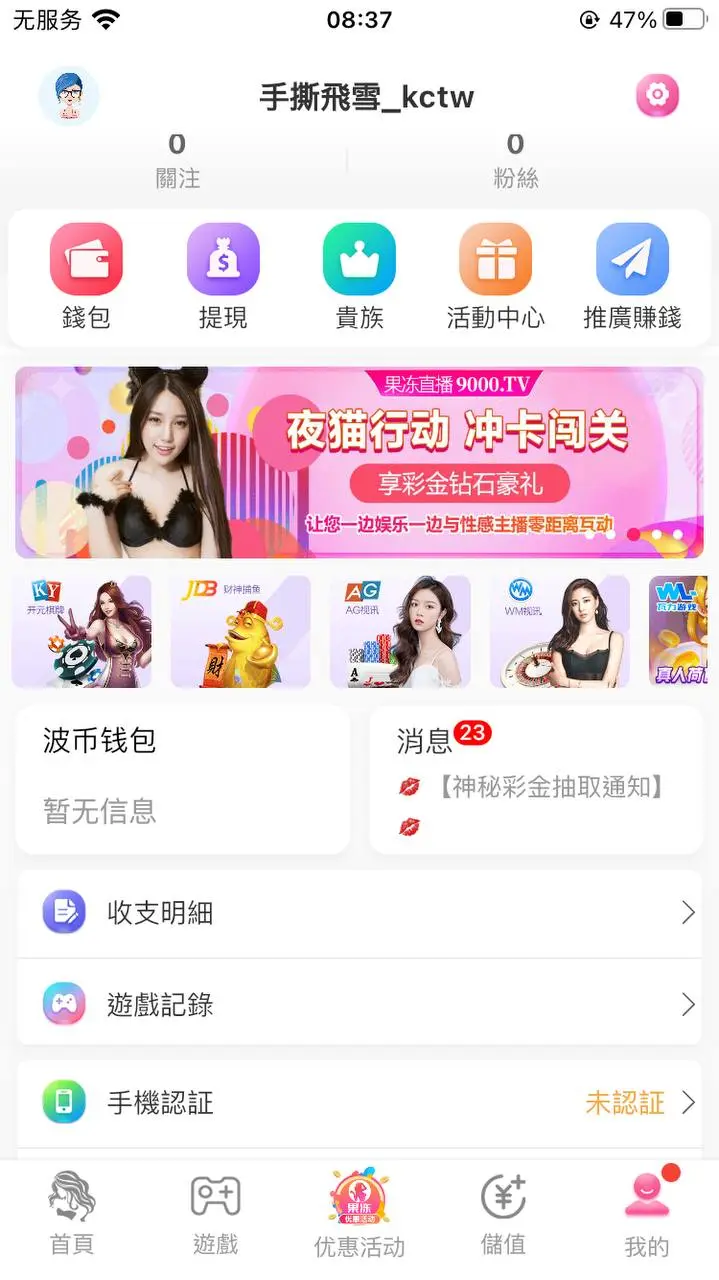 无服务 08:37 47%
手撕飛雪_kctw
0 0
關注 粉絲
錢包 提現 貴族 活動中心 推廣賺錢
果冻直播 9000.TV
夜猫行动 冲卡闯关
享彩金钻石豪礼
让您一边娱乐一边与性感主播零距离互动
KY 开元棋牌
JDB 财神捕鱼
AG AG视讯
WM WM视讯
WL 瓦力游戏
真人荷
波币钱包
暂无信息
消息 23
【神秘彩金抽取通知】
收支明細
遊戲記錄
手機認証 未認証
果冻
优惠活动
首頁 遊戲 优惠活动 儲值 我的